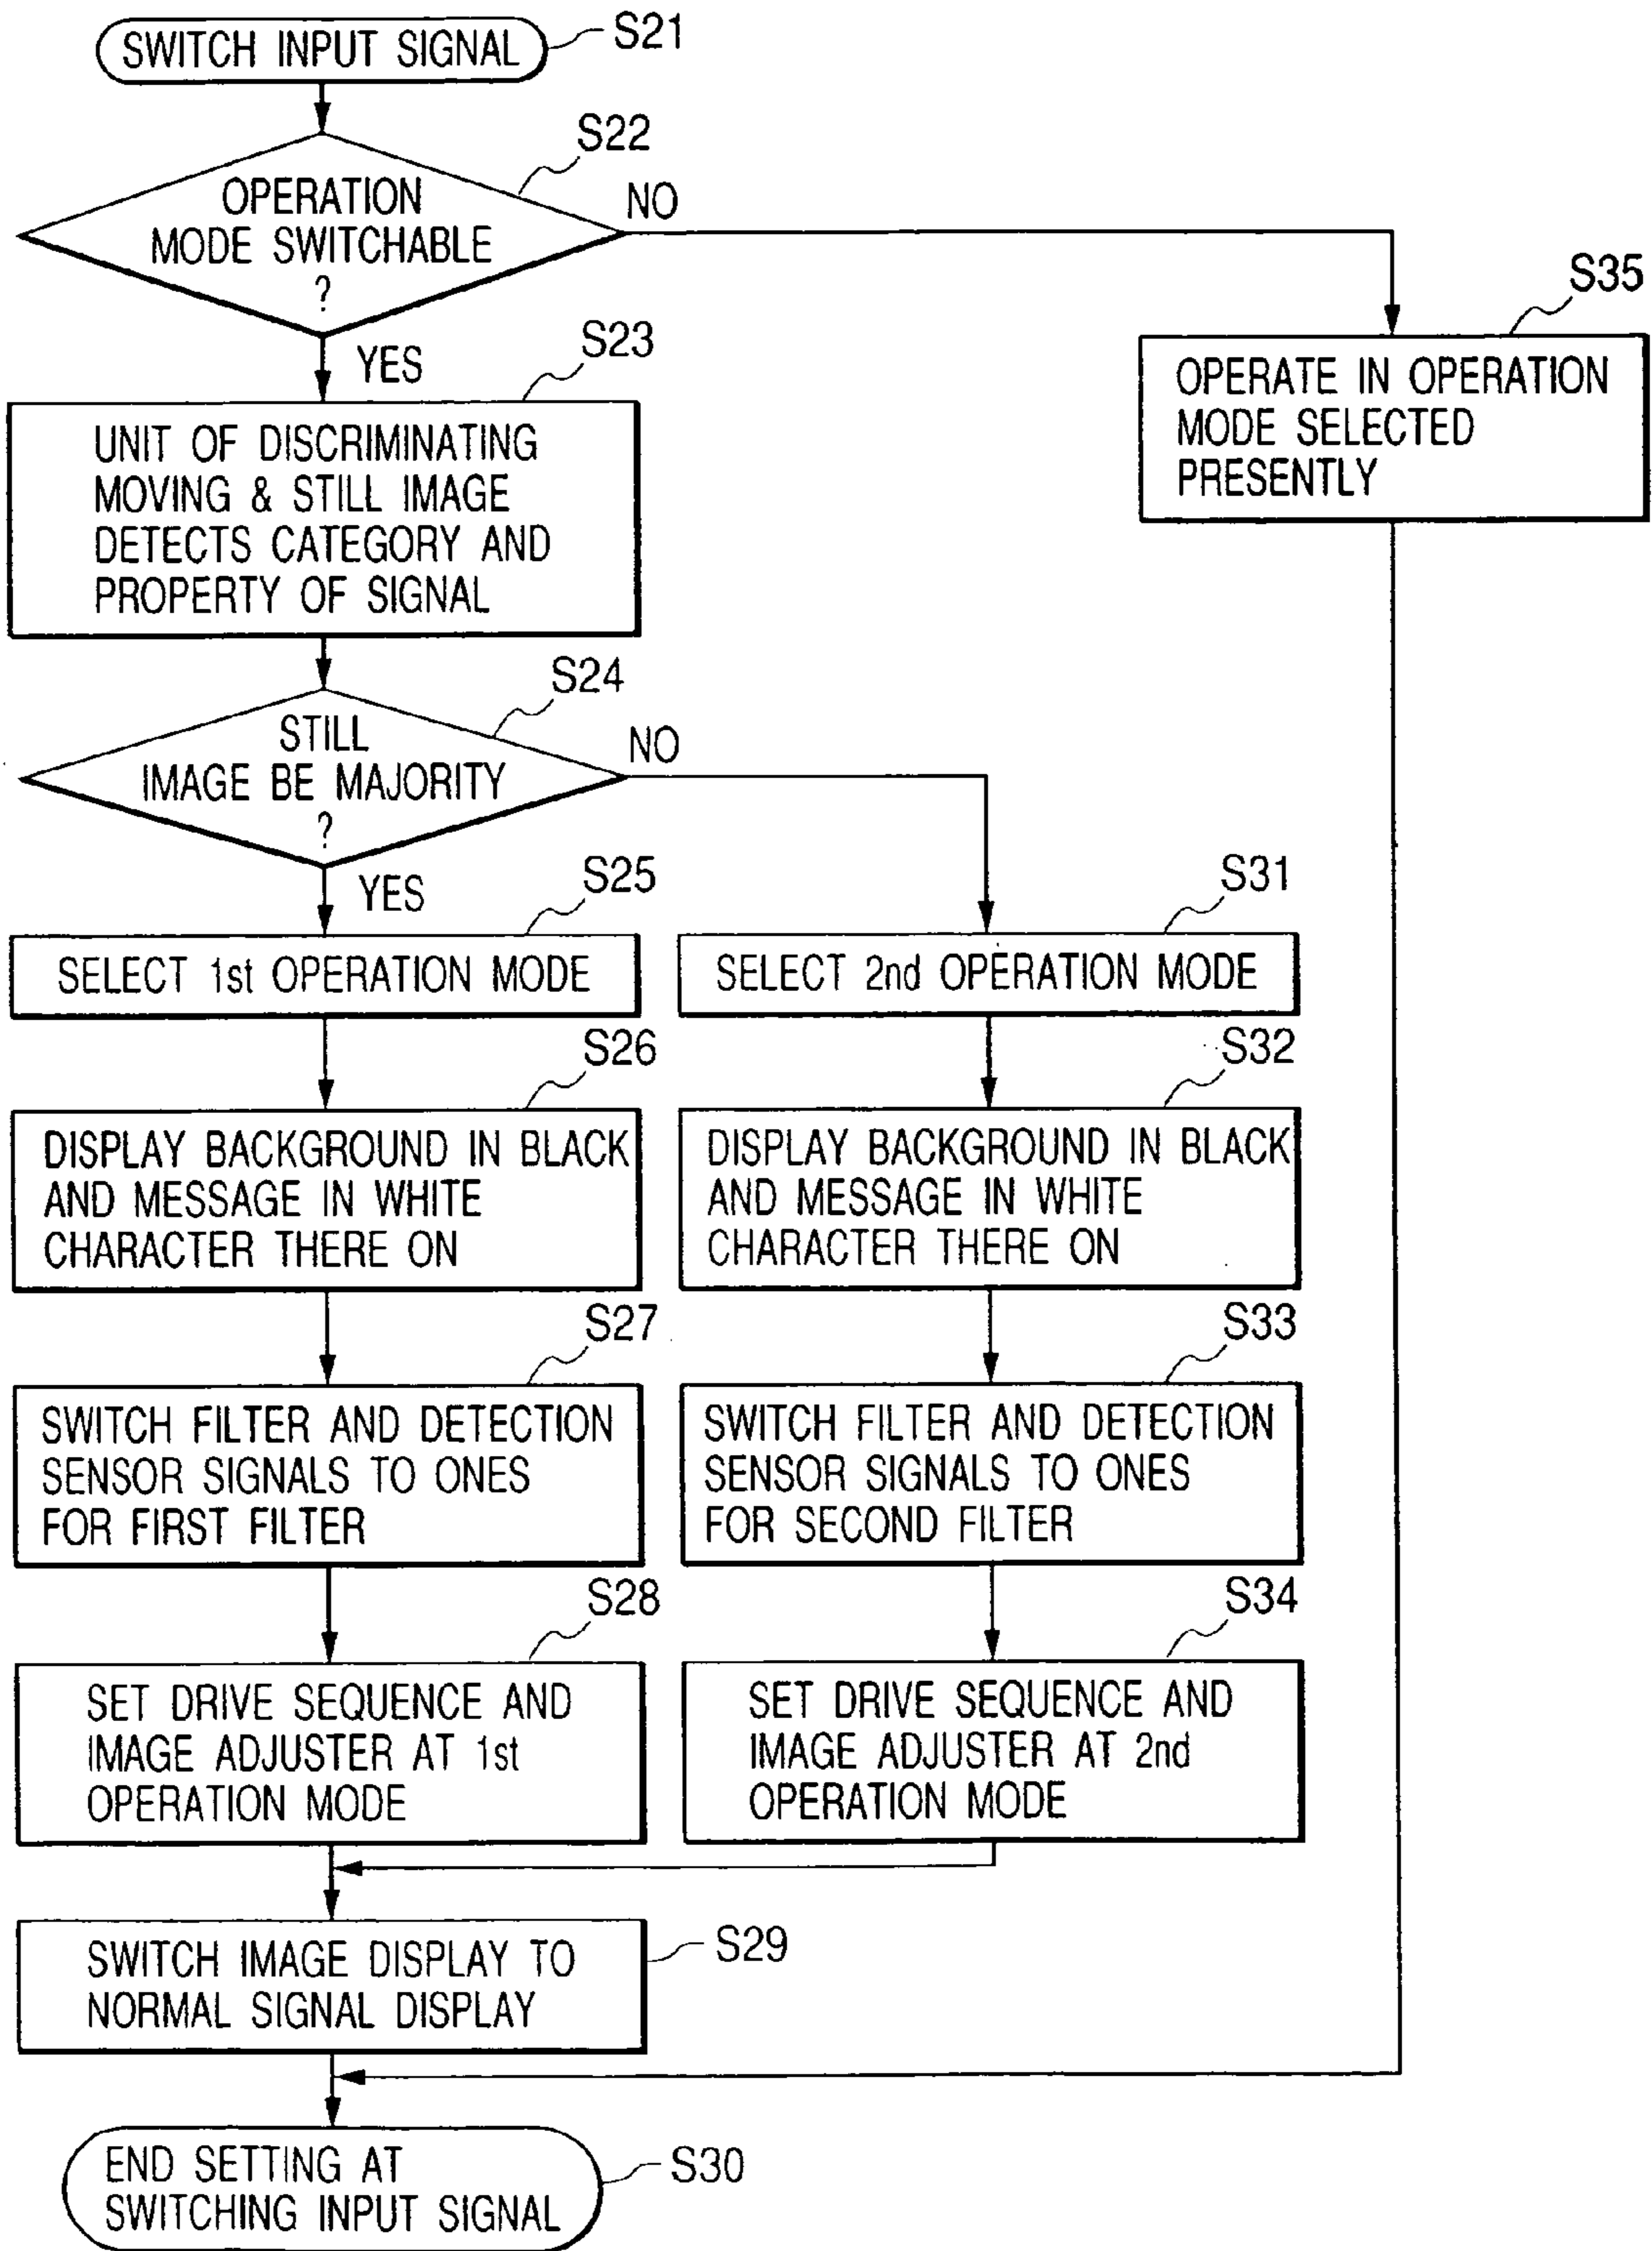 SWITCH INPUT SIGNAL
S21
S22
OPERATION
MODE SWITCHABLE
?
NO
YES
S35
OPERATE IN OPERATION
MODE SELECTED
PRESENTLY
S23
UNIT OF DISCRIMINATING
MOVING & STILL IMAGE
DETECTS CATEGORY AND
PROPERTY OF SIGNAL
S24
STILL
IMAGE BE MAJORITY
?
NO
YES
S25
SELECT 1st OPERATION MODE
S31
SELECT 2nd OPERATION MODE
S26
DISPLAY BACKGROUND IN BLACK
AND MESSAGE IN WHITE
CHARACTER THERE ON
S32
DISPLAY BACKGROUND IN BLACK
AND MESSAGE IN WHITE
CHARACTER THERE ON
S27
SWITCH FILTER AND DETECTION
SENSOR SIGNALS TO ONES
FOR FIRST FILTER
S33
SWITCH FILTER AND DETECTION
SENSOR SIGNALS TO ONES
FOR SECOND FILTER
S28
SET DRIVE SEQUENCE AND
IMAGE ADJUSTER AT 1st
OPERATION MODE
S34
SET DRIVE SEQUENCE AND
IMAGE ADJUSTER AT 2nd
OPERATION MODE
SWITCH IMAGE DISPLAY TO
NORMAL SIGNAL DISPLAY
S29
END SETTING AT
SWITCHING INPUT SIGNAL
S30